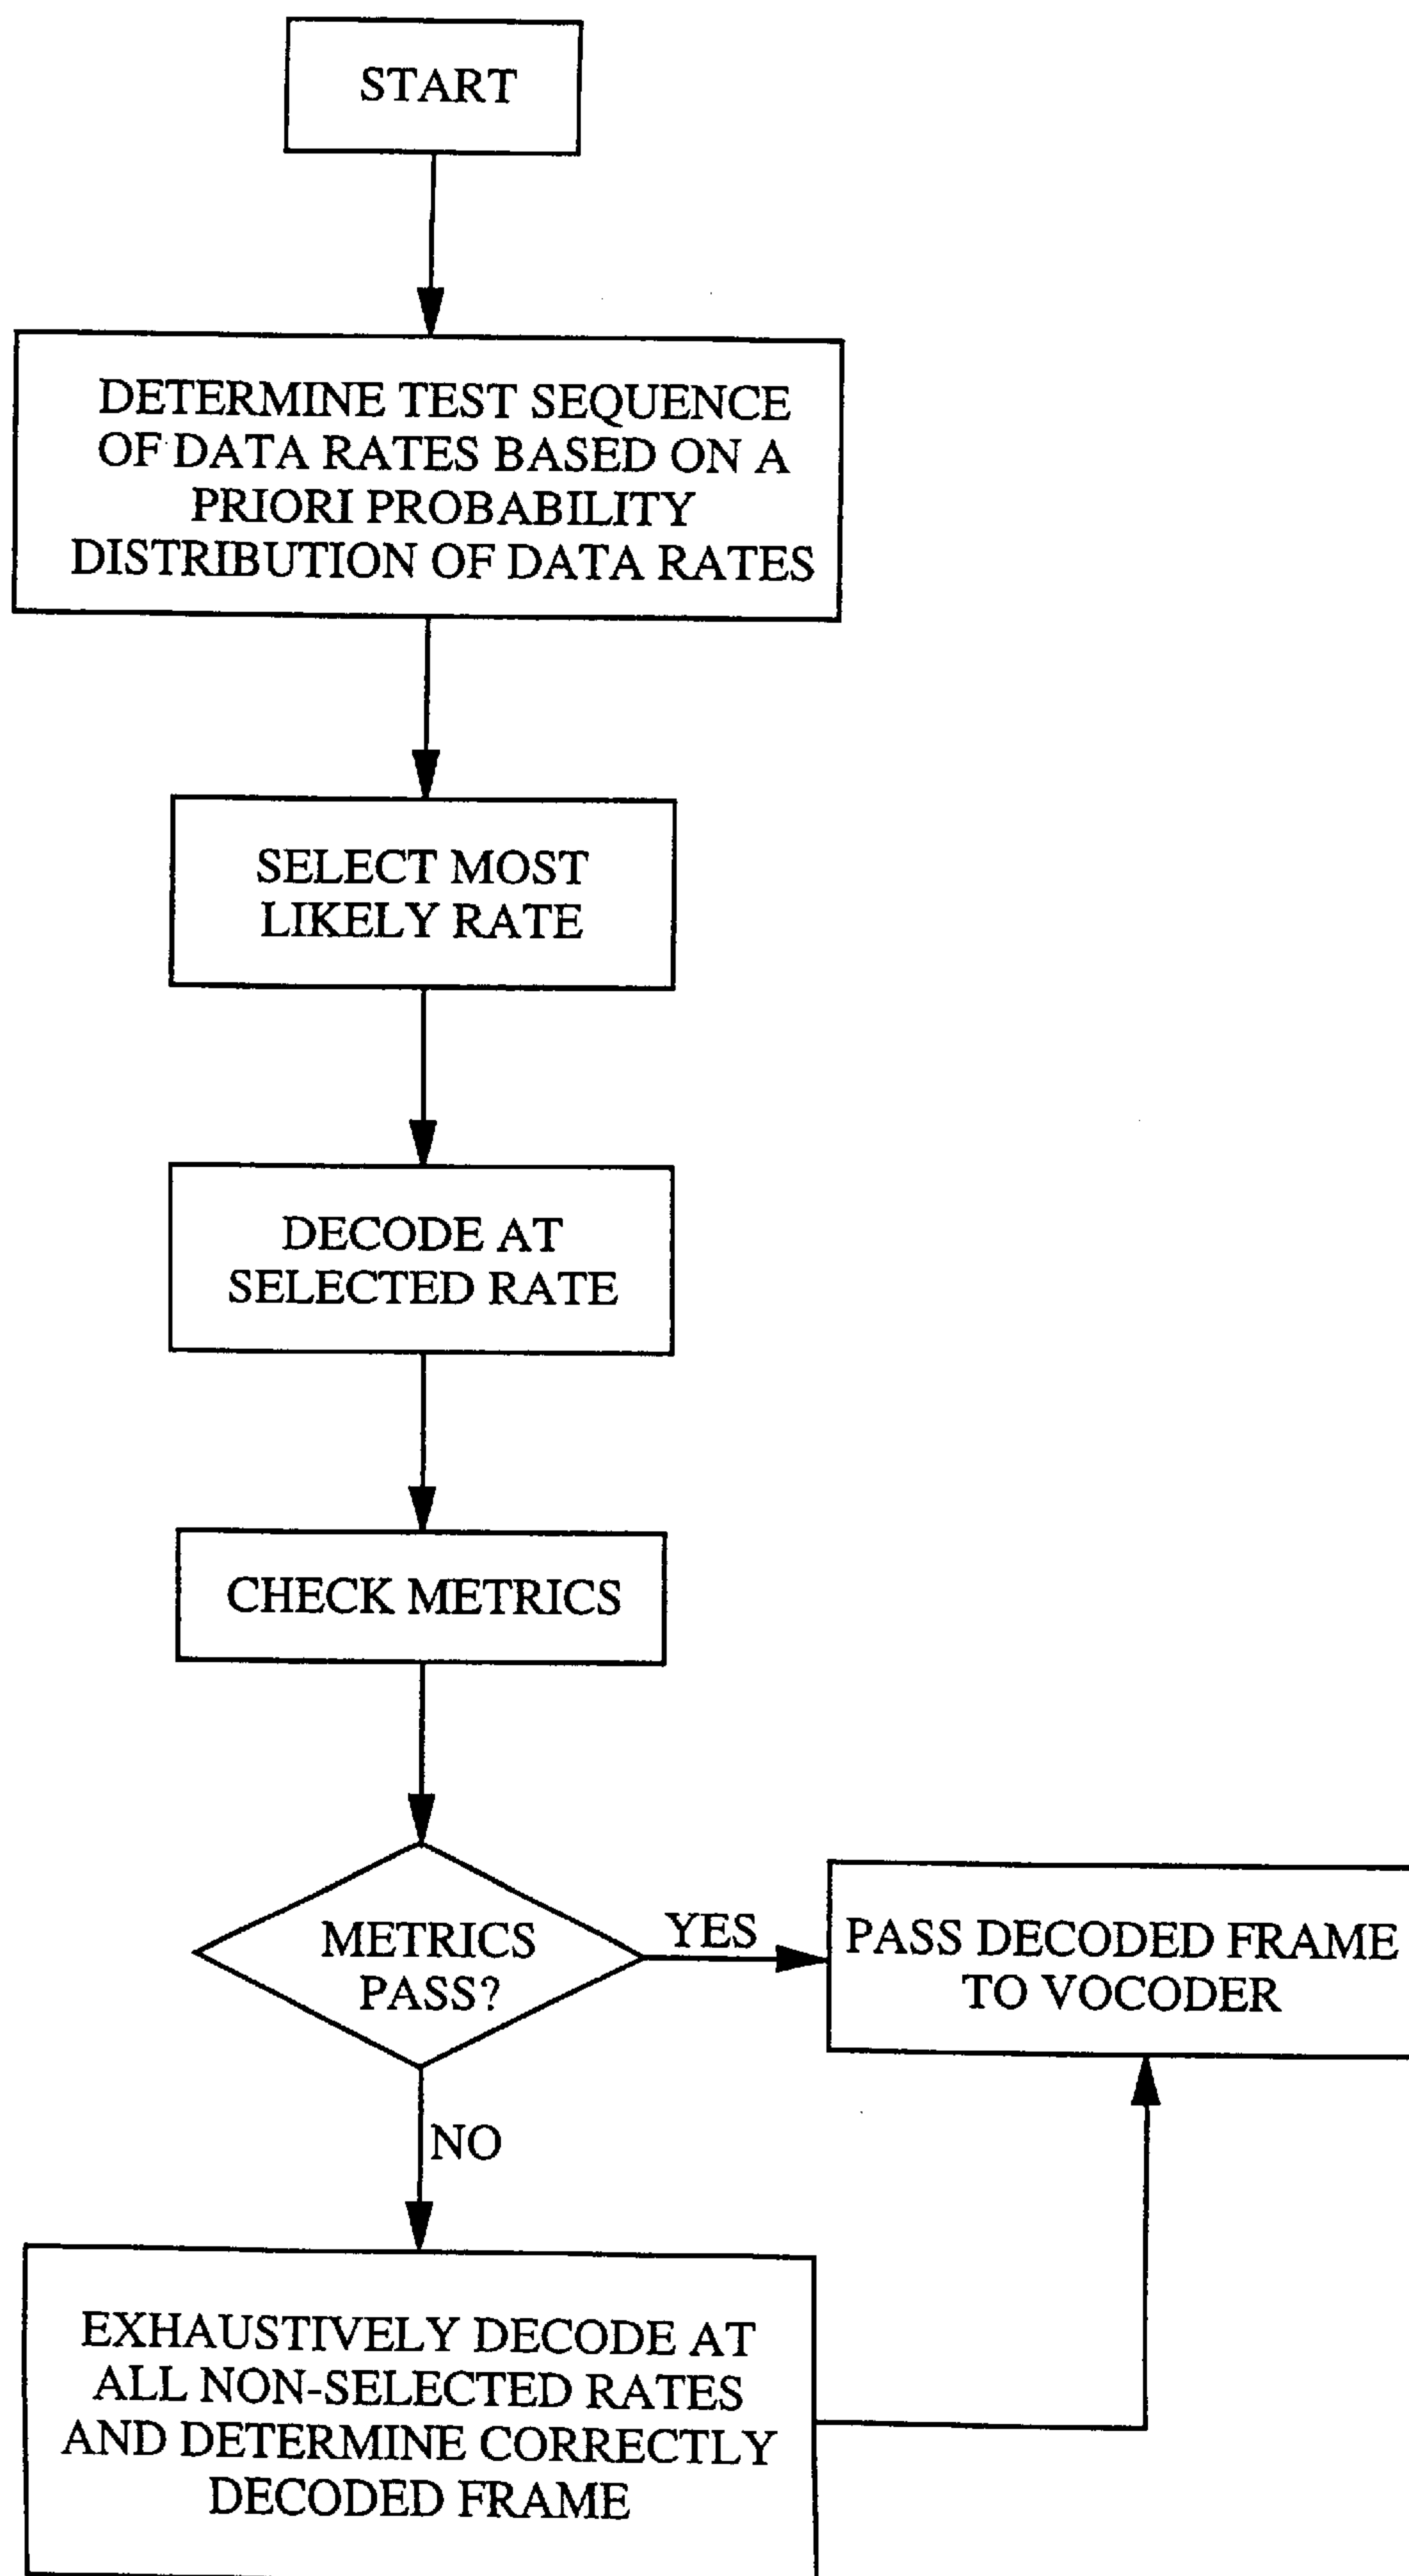 START
DETERMINE TEST SEQUENCE
OF DATA RATES BASED ON A
PRIORI PROBABILITY
DISTRIBUTION OF DATA RATES
SELECT MOST
LIKELY RATE
DECODE AT
SELECTED RATE
CHECK METRICS
METRICS
PASS?
YES
PASS DECODED FRAME
TO VOCODER
NO
EXHAUSTIVELY DECODE AT
ALL NON-SELECTED RATES
AND DETERMINE CORRECTLY
DECODED FRAME